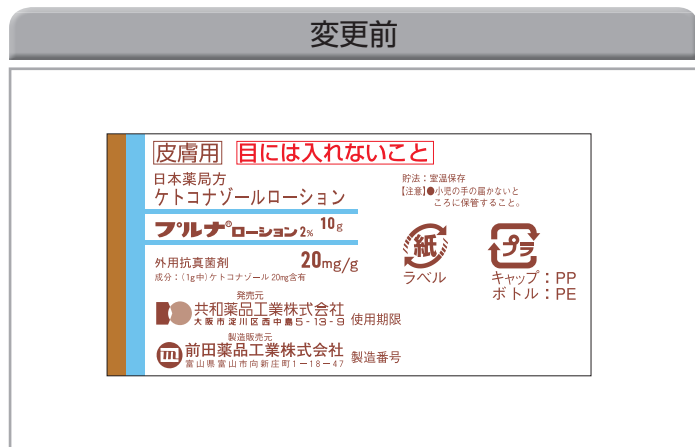 変更前
皮膚用 目には入れないこと
日本薬局方
ケトコナゾールローション
プルナ®ローション2% 10g
外用抗真菌剤 20mg/g
成分:(1g中)ケトコナゾール20mg含有
発売元
共和薬品工業株式会社
大阪市淀川区西中島5-13-9 使用期限
製造販売元
前田薬品工業株式会社
富山県富山市向新庄町1-18-47 製造番号
貯法:室温保存
【注意】●小児の手の届かないと
ころに保管すること。
紙
ラベル
プラ
キャップ:PP
ボトル:PE